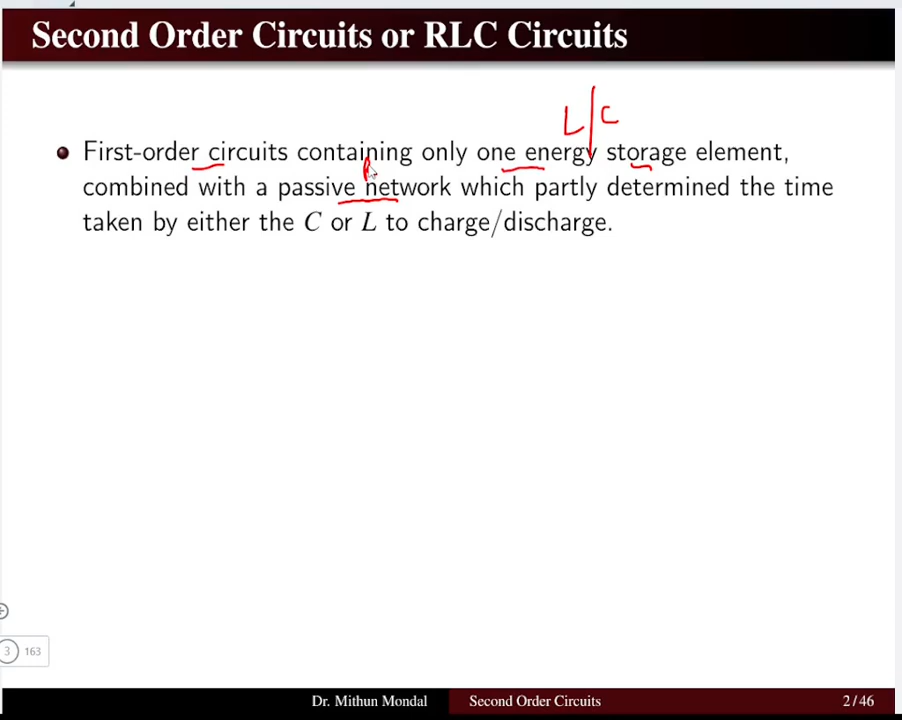 Second Order Circuits or RLC Circuits
L/C
First-order circuits containing only one energy storage element,
combined with a passive network which partly determined the time
taken by either the C or L to charge/discharge.
3 163
Dr. Mithun Mondal Second Order Circuits 2/46